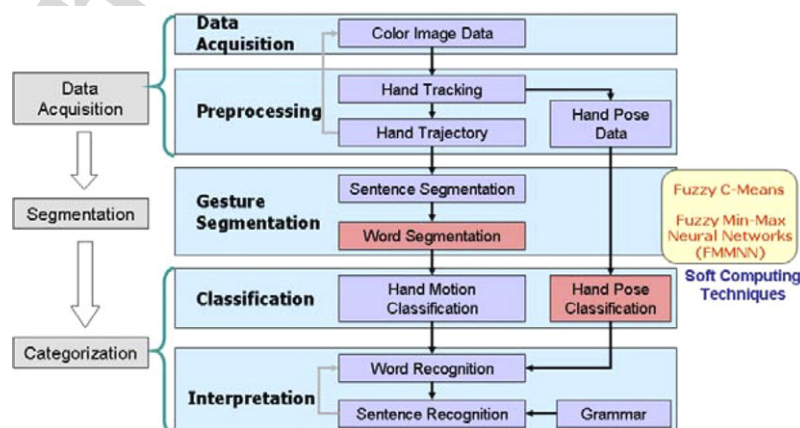 Data
Acquisition
Segmentation
Categorization
Data
Acquisition
Color Image Data
Preprocessing
Hand Tracking
Hand Trajectory
Hand Pose
Data
Gesture
Segmentation
Sentence Segmentation
Word Segmentation
Fuzzy C-Means
Fuzzy Min-Max
Neural Networks
(FMMNN)
Soft Computing
Techniques
Classification
Hand Motion
Classification
Hand Pose
Classification
Interpretation
Word Recognition
Sentence Recognition
Grammar